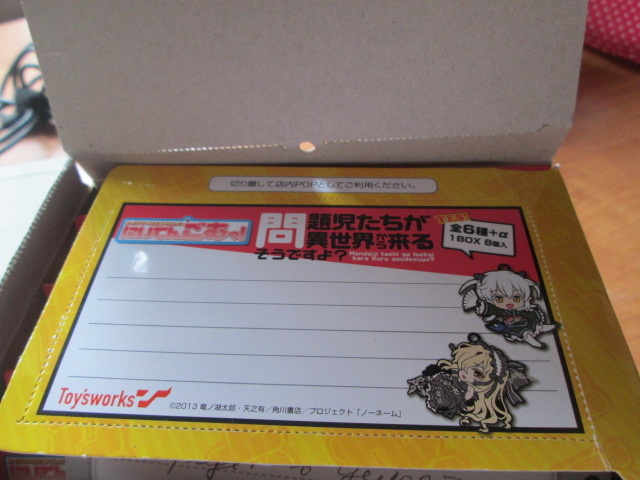 切り離して店内POPとしてご利用ください。
にいてんごでぃあっ!
問題児たちが
異世界から来る
そうですよ?
Mondaiji tachi ga Isekai
kara Kuru soudesuyo?
全6種+α
1BOX 8個入
Toy'sworks
©2013 竜ノ湖太郎・天之有/角川書店/プロジェクト「ノーネーム」